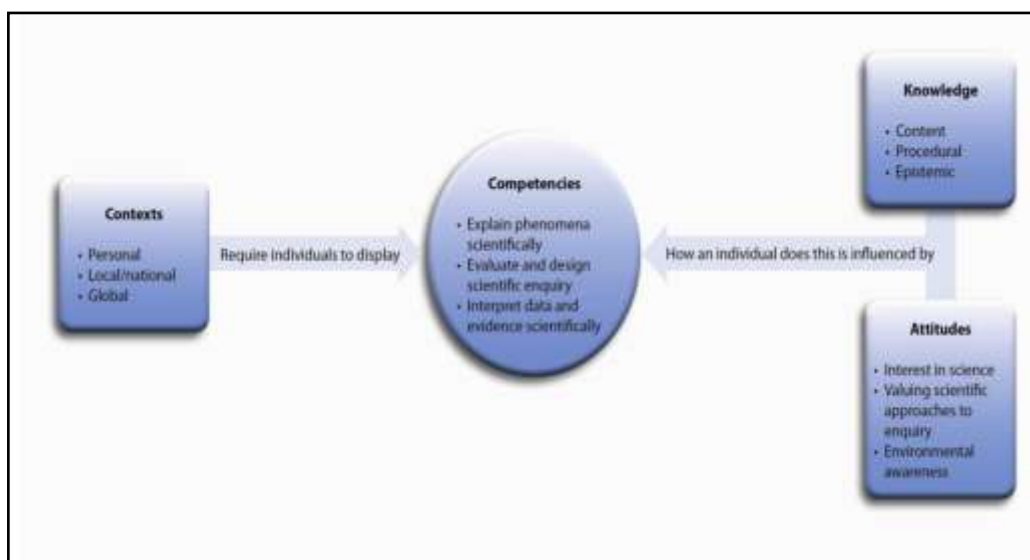 Contexts
• Personal
• Local/national
• Global
Require individuals to display
Competencies
• Explain phenomena
scientifically
• Evaluate and design
scientific enquiry
• Interpret data and
evidence scientifically
How an individual does this is influenced by
Knowledge
• Content
• Procedural
• Epistemic
Attitudes
• Interest in science
• Valuing scientific
approaches to
enquiry
• Environmental
awareness